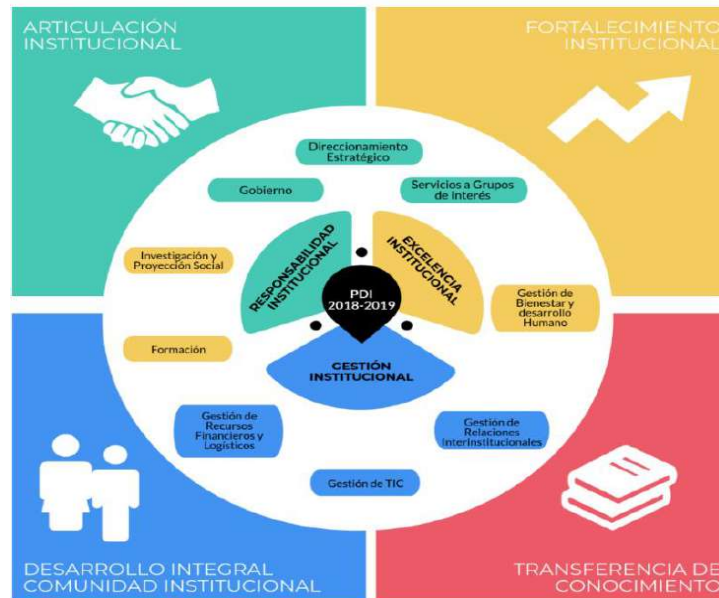 ARTICULACIÓN
INSTITUCIONAL
FORTALECIMIENTO
INSTITUCIONAL
Direccionamiento
Estratégico
Gobierno
Servicios a Grupos
de Interés
Investigación y
Proyección Social
RESPONSABILIDAD
INSTITUCIONAL
EXCELENCIA
INSTITUCIONAL
PDI
2018-2019
Gestión de
Bienestar y
desarrollo
Humano
Formación
GESTIÓN
INSTITUCIONAL
Gestión de
Recursos
Financieros y
Logísticos
Gestión de
Relaciones
Interinstitucionales
Gestión de TIC
DESARROLLO INTEGRAL
COMUNIDAD INSTITUCIONAL
TRANSFERENCIA DE
CONOCIMIENTO